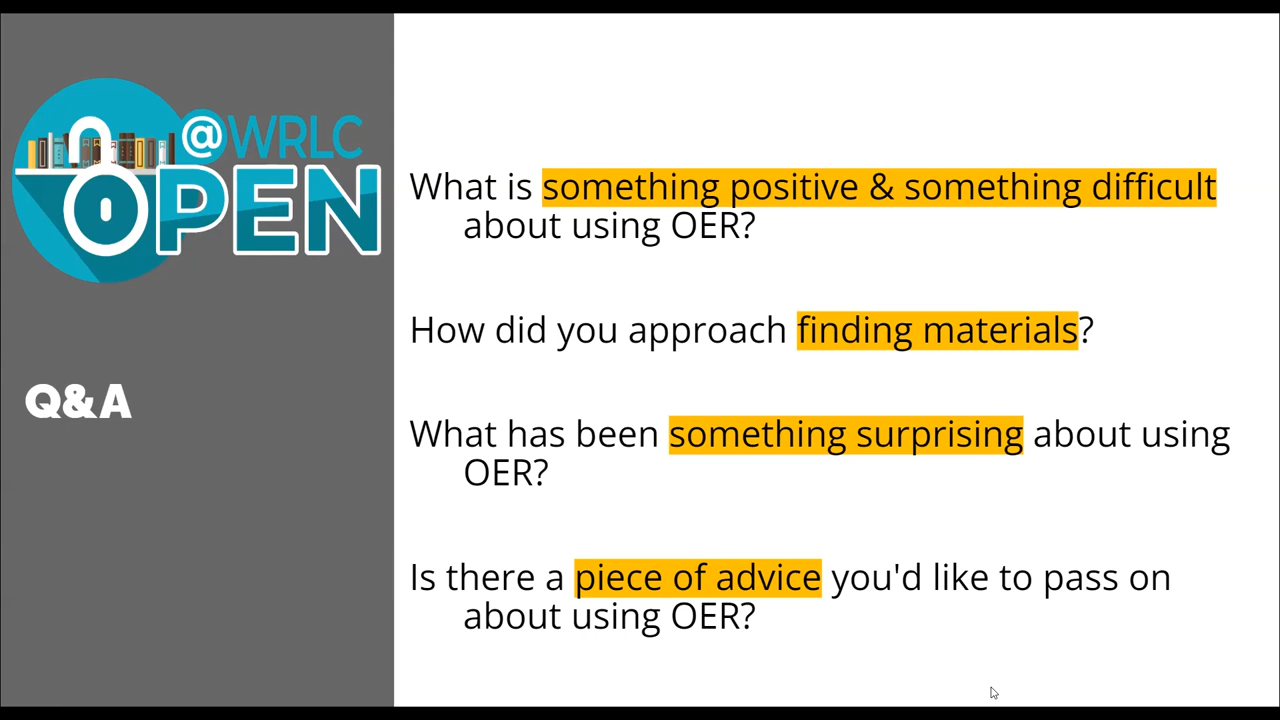 @WRLC
OPEN
Q&A
What is something positive & something difficult
about using OER?
How did you approach finding materials?
What has been something surprising about using
OER?
Is there a piece of advice you'd like to pass on
about using OER?